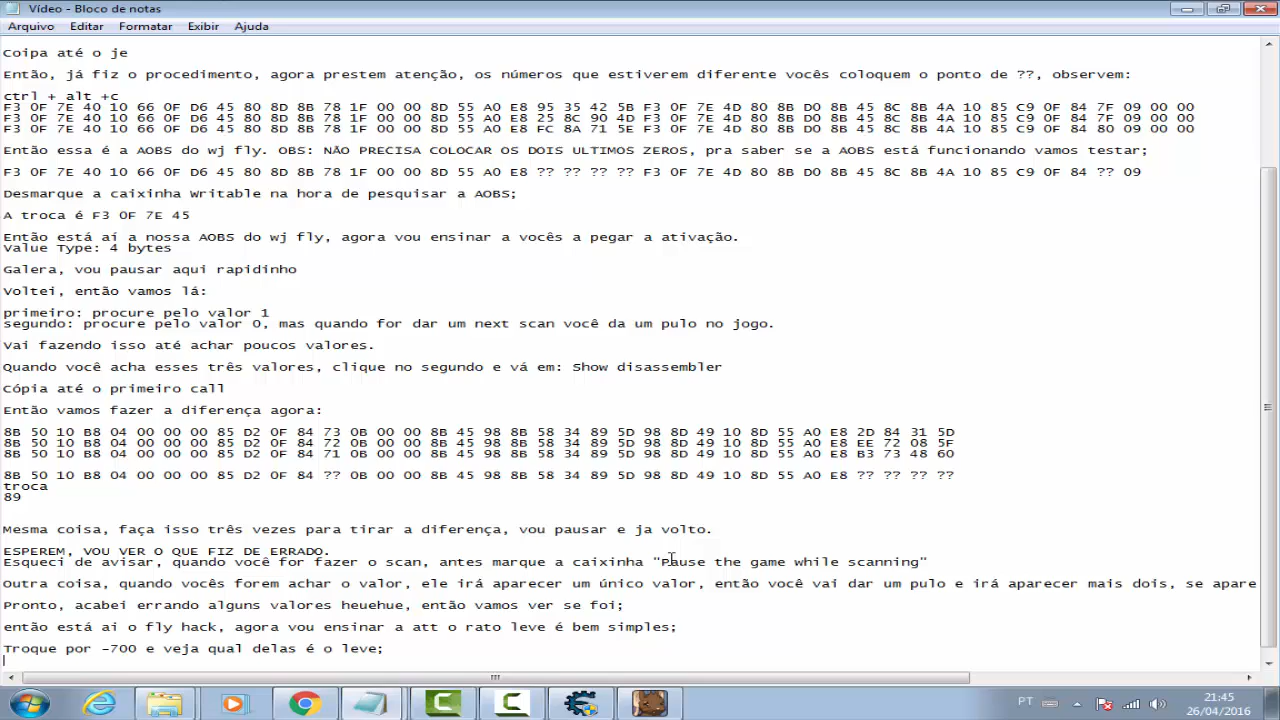 Vídeo - Bloco de notas
Arquivo Editar Formatar Exibir Ajuda
Coipa até o je
Então, já fiz o procedimento, agora prestem atenção, os números que estiverem diferente vocês coloquem o ponto de ??, observem:
ctrl + alt +c
F3 0F 7E 40 10 66 0F D6 45 80 8D 8B 78 1F 00 00 8D 55 A0 E8 95 35 42 5B F3 0F 7E 4D 80 8B D0 8B 45 8C 8B 4A 10 85 C9 0F 84 7F 09 00 00
F3 0F 7E 40 10 66 0F D6 45 80 8D 8B 78 1F 00 00 8D 55 A0 E8 25 8C 90 4D F3 0F 7E 4D 80 8B D0 8B 45 8C 8B 4A 10 85 C9 0F 84 7F 09 00 00
F3 0F 7E 40 10 66 0F D6 45 80 8D 8B 78 1F 00 00 8D 55 A0 E8 FC 8A 71 5E F3 0F 7E 4D 80 8B D0 8B 45 8C 8B 4A 10 85 C9 0F 84 80 09 00 00
Então essa é a AOBS do wj fly. OBS: NÃO PRECISA COLOCAR OS DOIS ULTIMOS ZEROS, pra saber se a AOBS está funcionando vamos testar;
F3 0F 7E 40 10 66 0F D6 45 80 8D 8B 78 1F 00 00 8D 55 A0 E8 ?? ?? ?? ?? F3 0F 7E 4D 80 8B D0 8B 45 8C 8B 4A 10 85 C9 0F 84 ?? 09
Desmarque a caixinha Writable na hora de pesquisar a AOBS;
A troca é F3 0F 7E 45
Então está aí a nossa AOBS do wj fly, agora vou ensinar a vocês a pegar a ativação.
Value Type: 4 bytes
Galera, vou pausar aqui rapidinho
Voltei, então vamos lá:
primeiro: procure pelo valor 1
segundo: procure pelo valor 0, mas quando for dar um next scan você da um pulo no jogo.
Vai fazendo isso até achar poucos valores.
Quando você acha esses três valores, clique no segundo e vá em: Show disassembler
Cópia até o primeiro call
Então vamos fazer a diferença agora:
8B 50 10 B8 04 00 00 00 85 D2 0F 84 73 0B 00 00 8B 45 98 8B 58 34 89 5D 98 8D 49 10 8D 55 A0 E8 2D 84 31 5D
8B 50 10 B8 04 00 00 00 85 D2 0F 84 72 0B 00 00 8B 45 98 8B 58 34 89 5D 98 8D 49 10 8D 55 A0 E8 EE 72 08 5F
8B 50 10 B8 04 00 00 00 85 D2 0F 84 71 0B 00 00 8B 45 98 8B 58 34 89 5D 98 8D 49 10 8D 55 A0 E8 B3 73 48 60
8B 50 10 B8 04 00 00 00 85 D2 0F 84 ?? 0B 00 00 8B 45 98 8B 58 34 89 5D 98 8D 49 10 8D 55 A0 E8 ?? ?? ?? ??
troca
89
Mesma coisa, faça isso três vezes para tirar a diferença, vou pausar e ja volto.
ESPEREM, VOU VER O QUE FIZ DE ERRADO.
Esqueci de avisar, quando você for fazer o scan, antes marque a caixinha "Pause the game while scanning"
Outra coisa, quando vocês forem achar o valor, ele irá aparecer um único valor, então você vai dar um pulo e irá aparecer mais dois, se apare
Pronto, acabei errando alguns valores heuehue, então vamos ver se foi;
então está ai o fly hack, agora vou ensinar a att o rato leve é bem simples;
Troque por -700 e veja qual delas é o leve;
PT
21:45
26/04/2016